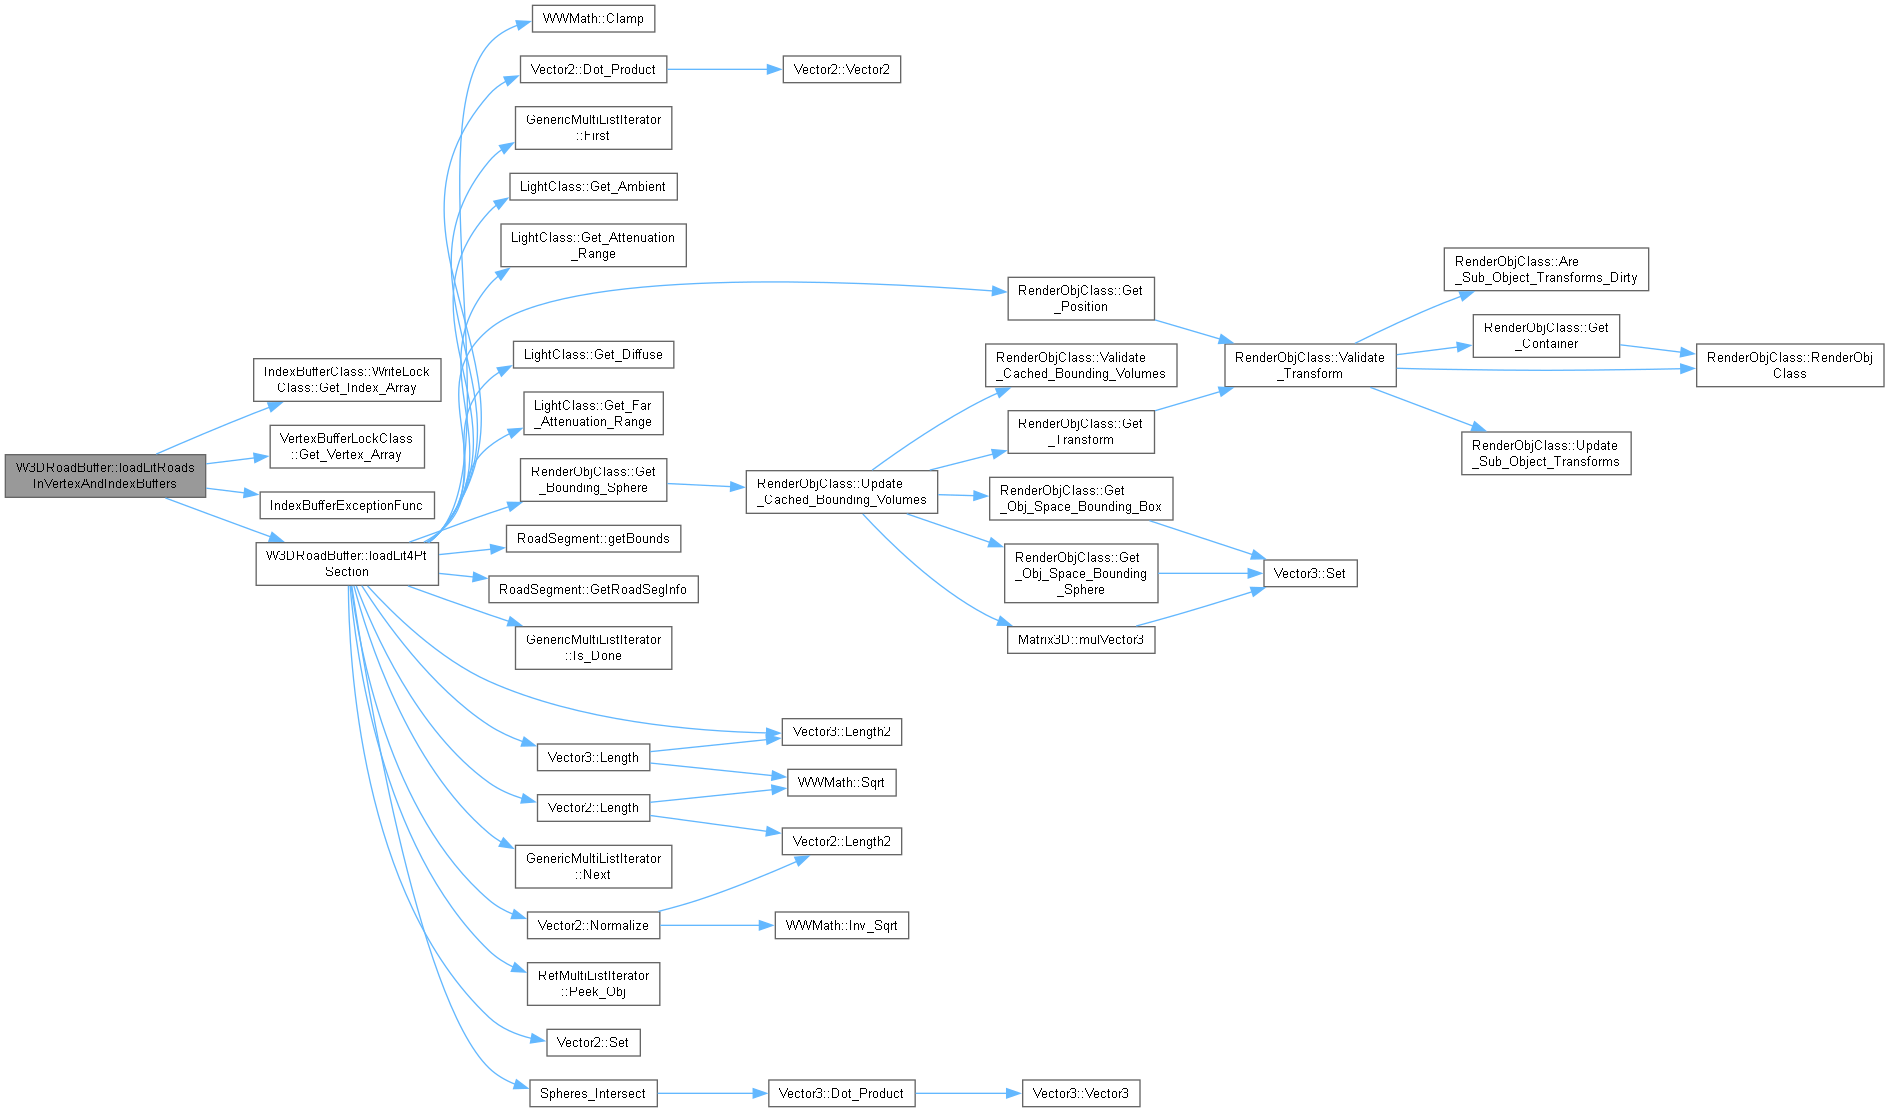 WWMath::Clamp
Vector2::Dot_Product
Vector2::Vector2
GenericMultiListIterator
::First
LightClass::Get_Ambient
LightClass::Get_Attenuation
_Range
RenderObjClass::Get
_Position
RenderObjClass::Are
_Sub_Object_Transforms_Dirty
RenderObjClass::Get
_Container
RenderObjClass::RenderObj
Class
RenderObjClass::Validate
_Transform
RenderObjClass::Update
_Sub_Object_Transforms
LightClass::Get_Diffuse
RenderObjClass::Validate
_Cached_Bounding_Volumes
IndexBufferClass::WriteLock
Class::Get_Index_Array
LightClass::Get_Far
_Attenuation_Range
RenderObjClass::Get
_Transform
VertexBufferLockClass
::Get_Vertex_Array
W3DRoadBuffer::loadLitRoads
InVertexAndIndexBuffers
IndexBufferExceptionFunc
RenderObjClass::Get
_Bounding_Sphere
RenderObjClass::Update
_Cached_Bounding_Volumes
RenderObjClass::Get
_Obj_Space_Bounding_Box
W3DRoadBuffer::loadLit4Pt
Section
RoadSegment::getBounds
RenderObjClass::Get
_Obj_Space_Bounding
_Sphere
Vector3::Set
RoadSegment::GetRoadSegInfo
GenericMultiListIterator
::Is_Done
Matrix3D::mulVector3
Vector3::Length2
Vector3::Length
WWMath::Sqrt
Vector2::Length
Vector2::Length2
GenericMultiListIterator
::Next
Vector2::Normalize
WWMath::Inv_Sqrt
RefMultiListIterator
::Peek_Obj
Vector2::Set
Spheres_Intersect
Vector3::Dot_Product
Vector3::Vector3